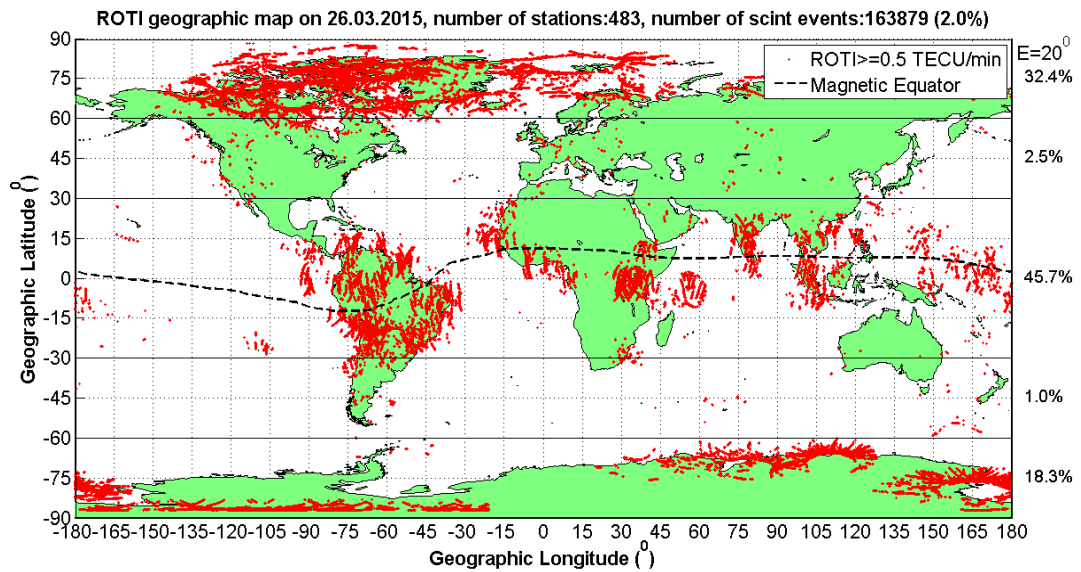 ROTI geographic map on 26.03.2015, number of stations:483, number of scint events:163879 (2.0%)
90
75
60
45
30
15
0
-15
-30
-45
-60
-75
-90
Geographic Latitude (⁰)
ROTI>=0.5 TECU/min
Magnetic Equator
E=20⁰
32.4%
2.5%
45.7%
1.0%
18.3%
-180 -165 -150 -135 -120 -105 -90 -75 -60 -45 -30 -15 0 15 30 45 60 75 90 105 120 135 150 165 180
Geographic Longitude (⁰)